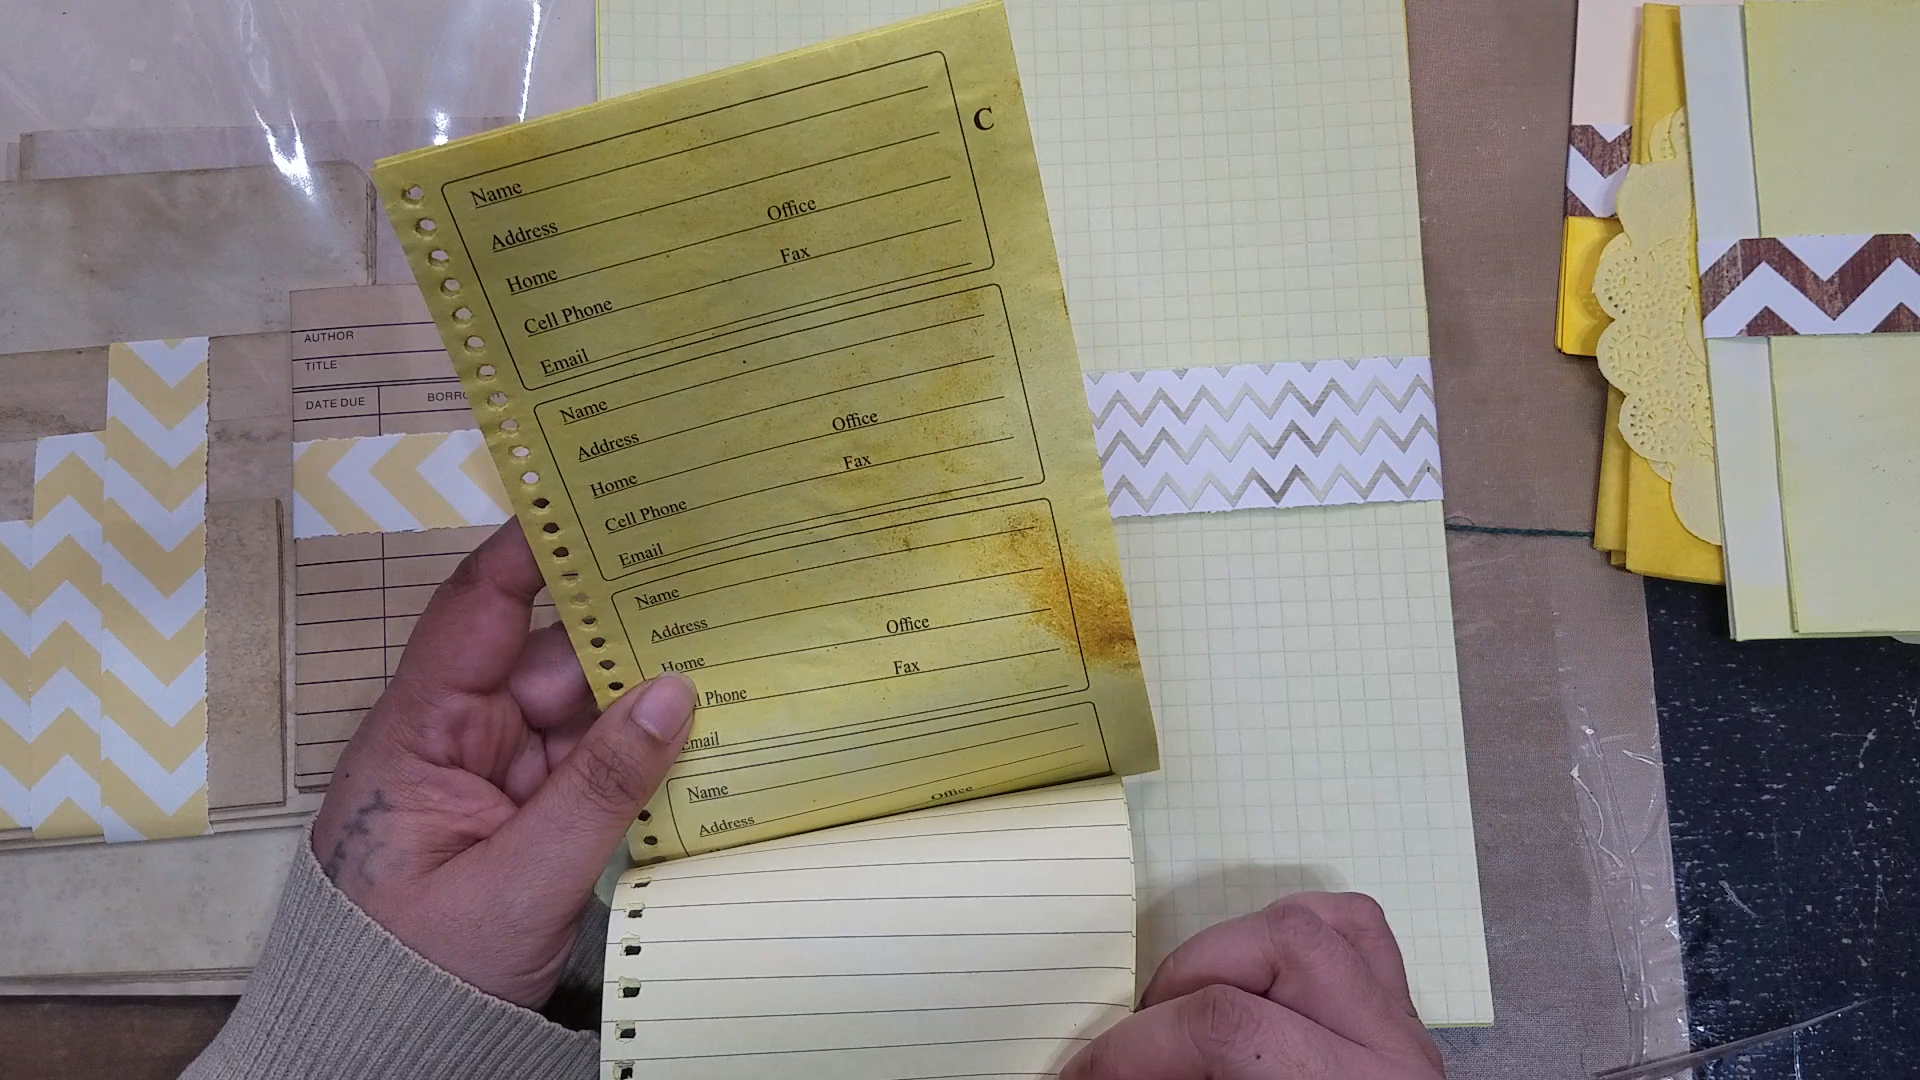 C
Name
Address
Office
Home
Fax
Cell Phone
Email
Name
Address
Office
Home
Fax
Cell Phone
Email
Name
Address
Office
Home
Fax
l Phone
Email
Name
Office
Address
AUTHOR
TITLE
DATE DUE